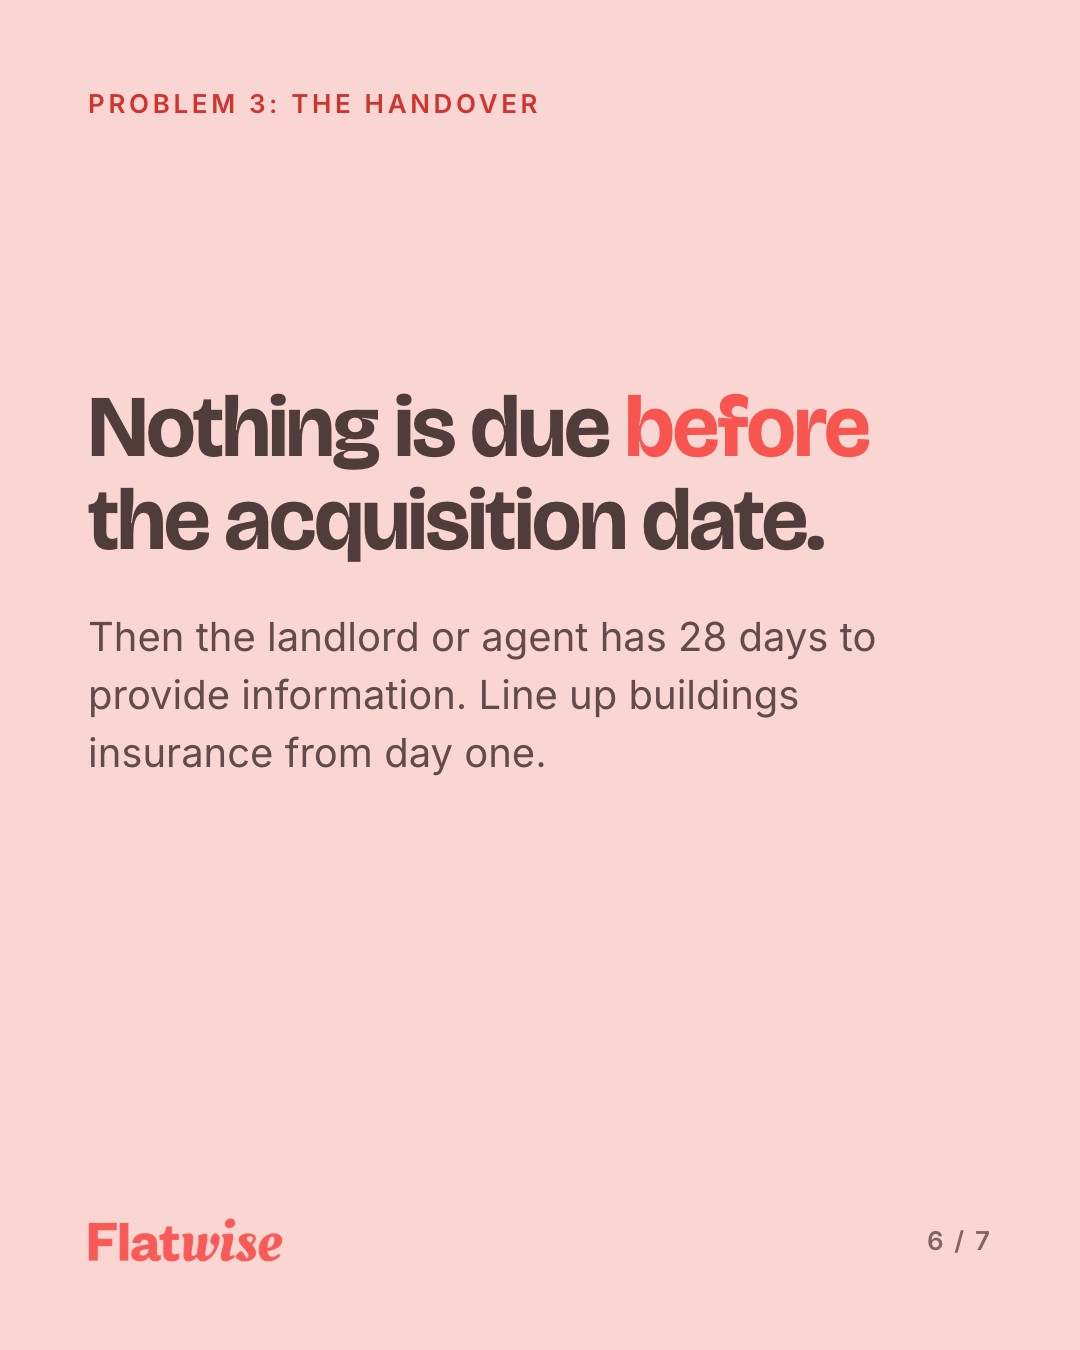 PROBLEM 3: THE HANDOVER
Nothing is due before
the acquisition date.
Then the landlord or agent has 28 days to
provide information. Line up buildings
insurance from day one.
Flatwise
6 / 7